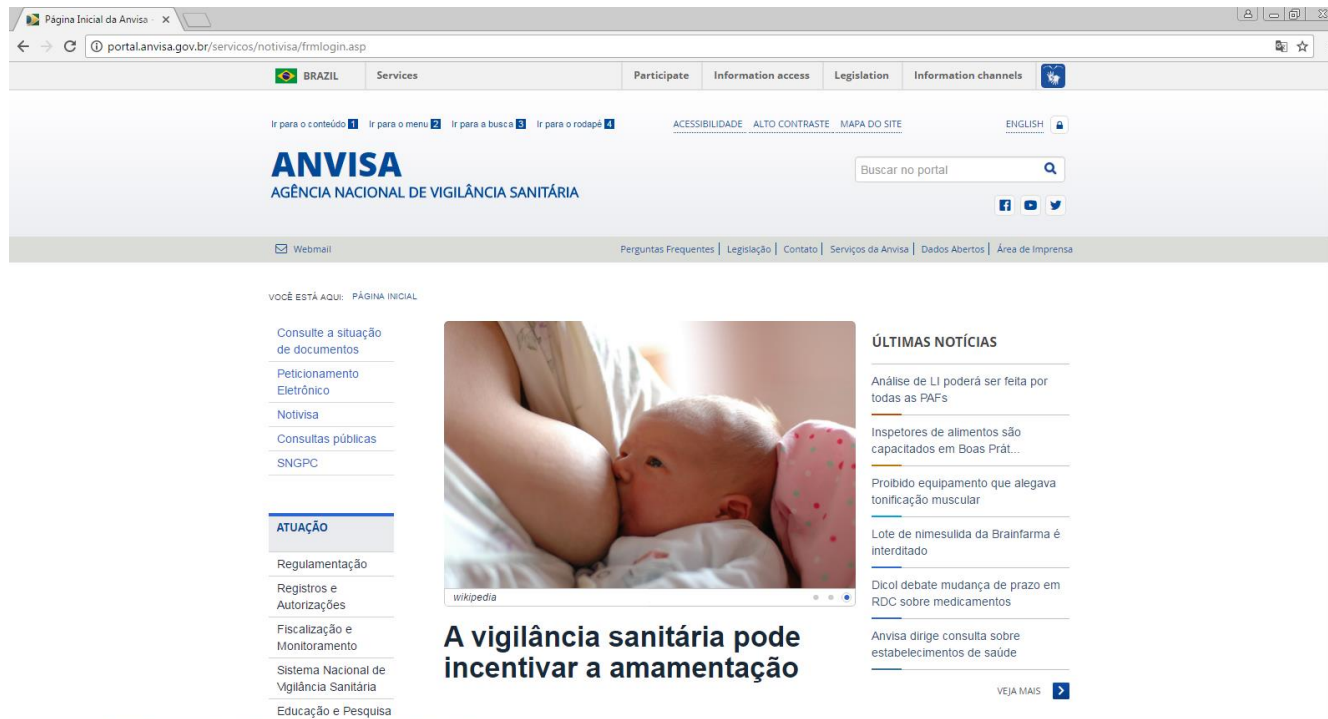 Página Inicial da Anvisa
portal.anvisa.gov.br/servicos/notivisa/frmlogin.asp
BRAZIL Services Participate Information access Legislation Information channels
Ir para o conteúdo 1 Ir para o menu 2 Ir para a busca 3 Ir para o rodapé 4 ACESSIBILIDADE ALTO CONTRASTE MAPA DO SITE ENGLISH
ANVISA
Buscar no portal
AGÊNCIA NACIONAL DE VIGILÂNCIA SANITÁRIA
Webmail Perguntas Frequentes | Legislação | Contato | Serviços da Anvisa | Dados Abertos | Área de Imprensa
VOCÊ ESTÁ AQUI: PÁGINA INICIAL
Consulte a situação
de documentos
Peticionamento
Eletrônico
Notivisa
Consultas públicas
SNGPC
ATUAÇÃO
Regulamentação
Registros e
Autorizações
Fiscalização e
Monitoramento
Sistema Nacional de
Vigilância Sanitária
Educação e Pesquisa
wikipedia
A vigilância sanitária pode
incentivar a amamentação
ÚLTIMAS NOTÍCIAS
Análise de LI poderá ser feita por
todas as PAFs
Inspetores de alimentos são
capacitados em Boas Prát...
Proibido equipamento que alegava
tonificação muscular
Lote de nimesulida da Brainfarma é
interditado
Dicol debate mudança de prazo em
RDC sobre medicamentos
Anvisa dirige consulta sobre
estabelecimentos de saúde
VEJA MAIS